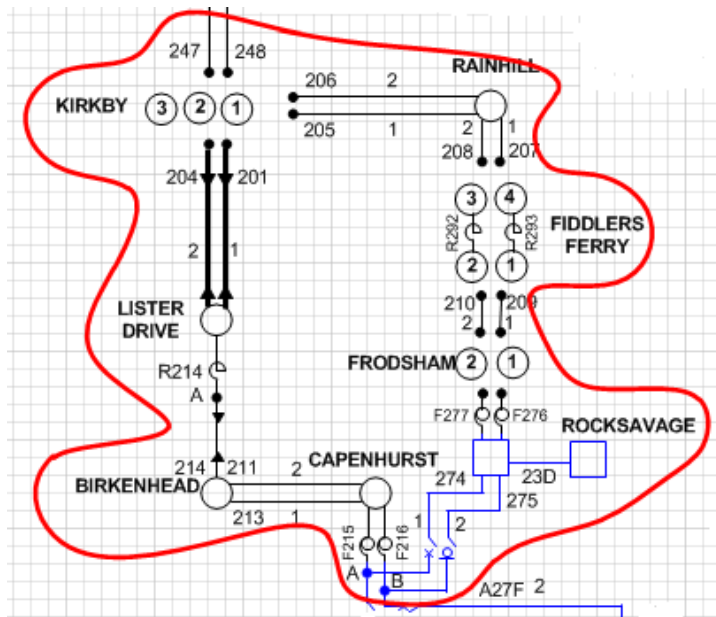 247 248
206 2
RAINHILL
KIRKBY 3 2 1
205 1 2 1
208 207
204 201
3 4
R292 R293
FIDDLERS
FERRY
2 1
2 1
210 209
2 1
LISTER
DRIVE
FRODSHAM 2 1
R214
A
F277 F276
ROCKSAVAGE
CAPENHURST
214 211 2
274 23D
BIRKENHEAD
275
213 1
F215 F216
1 2
A B
A27F 2